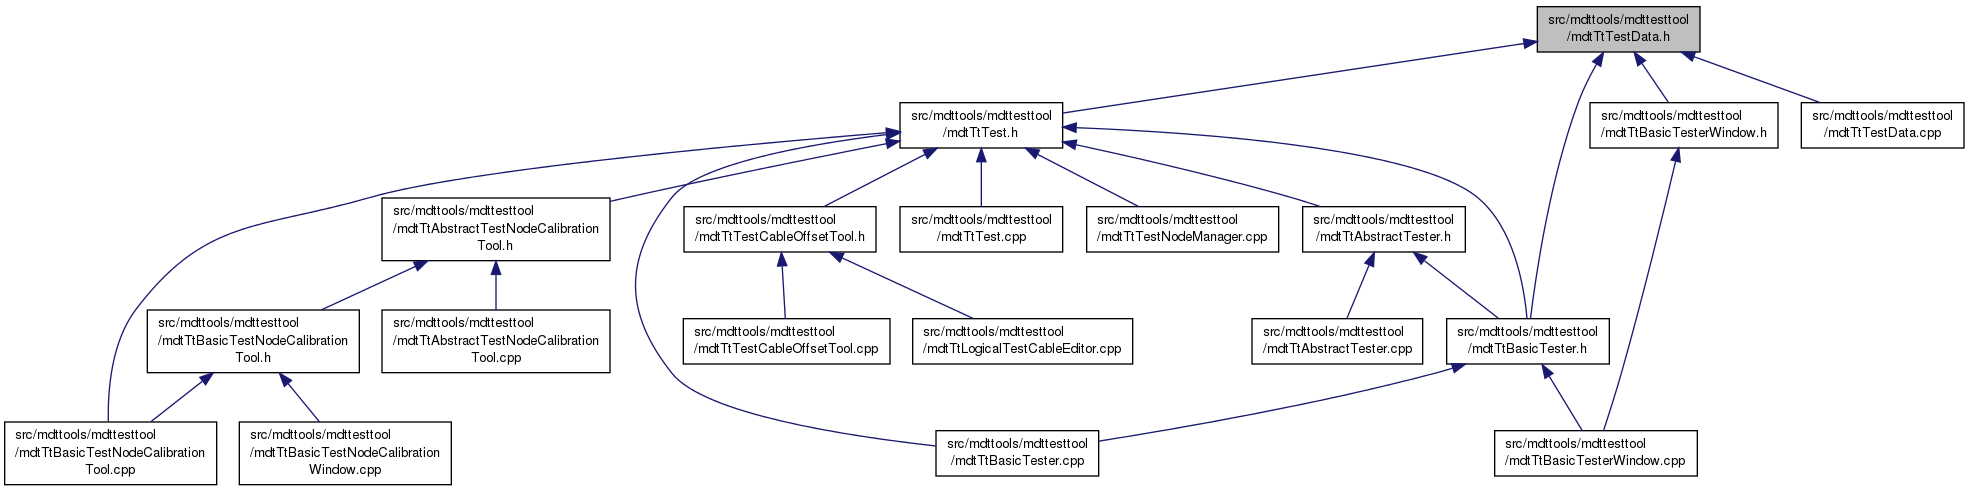 src/mdttools/mdttesttool
/mdtTtTestData.h
src/mdttools/mdttesttool
/mdtTtTest.h
src/mdttools/mdttesttool
/mdtTtBasicTesterWindow.h
src/mdttools/mdttesttool
/mdtTtTestData.cpp
src/mdttools/mdttesttool
/mdtTtAbstractTestNodeCalibration
Tool.h
src/mdttools/mdttesttool
/mdtTtTestCableOffsetTool.h
src/mdttools/mdttesttool
/mdtTtTest.cpp
src/mdttools/mdttesttool
/mdtTtTestNodeManager.cpp
src/mdttools/mdttesttool
/mdtTtAbstractTester.h
src/mdttools/mdttesttool
/mdtTtBasicTestNodeCalibration
Tool.h
src/mdttools/mdttesttool
/mdtTtAbstractTestNodeCalibration
Tool.cpp
src/mdttools/mdttesttool
/mdtTtTestCableOffsetTool.cpp
src/mdttools/mdttesttool
/mdtTtLogicalTestCableEditor.cpp
src/mdttools/mdttesttool
/mdtTtAbstractTester.cpp
src/mdttools/mdttesttool
/mdtTtBasicTester.h
src/mdttools/mdttesttool
/mdtTtBasicTestNodeCalibration
Tool.cpp
src/mdttools/mdttesttool
/mdtTtBasicTestNodeCalibration
Window.cpp
src/mdttools/mdttesttool
/mdtTtBasicTester.cpp
src/mdttools/mdttesttool
/mdtTtBasicTesterWindow.cpp